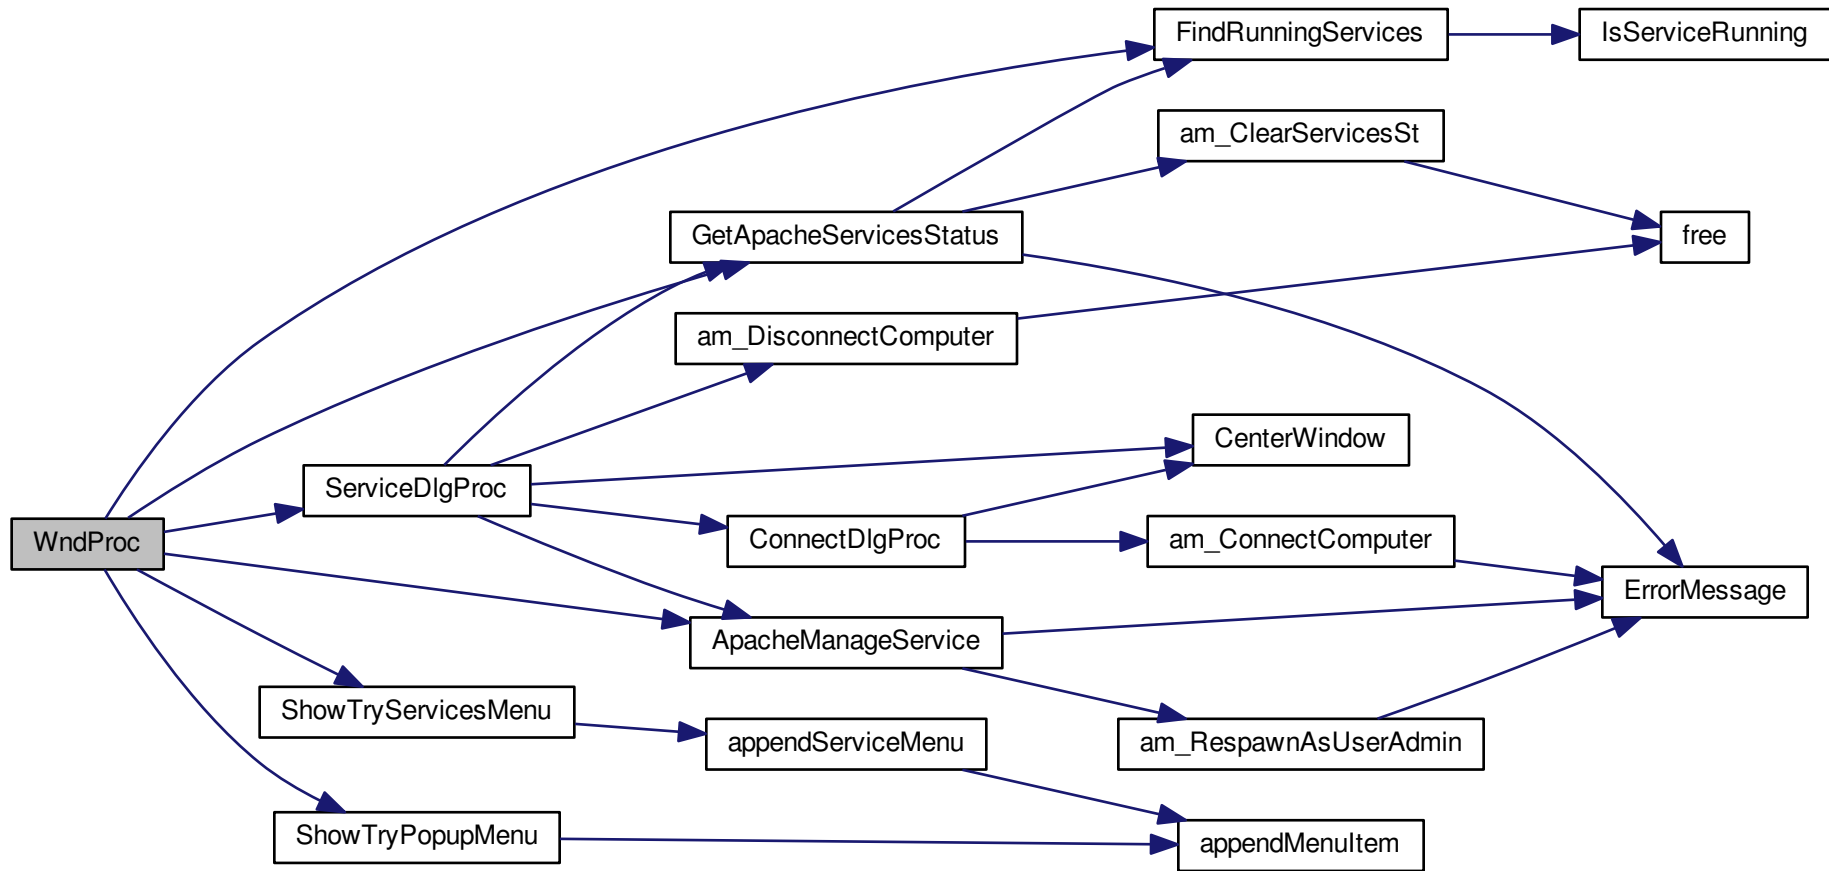 FindRunningServices
IsServiceRunning
am_ClearServicesSt
GetApacheServicesStatus
free
am_DisconnectComputer
CenterWindow
ServiceDlgProc
WndProc
ConnectDlgProc
am_ConnectComputer
ErrorMessage
ApacheManageService
ShowTryServicesMenu
appendServiceMenu
am_RespawnAsUserAdmin
ShowTryPopupMenu
appendMenuItem